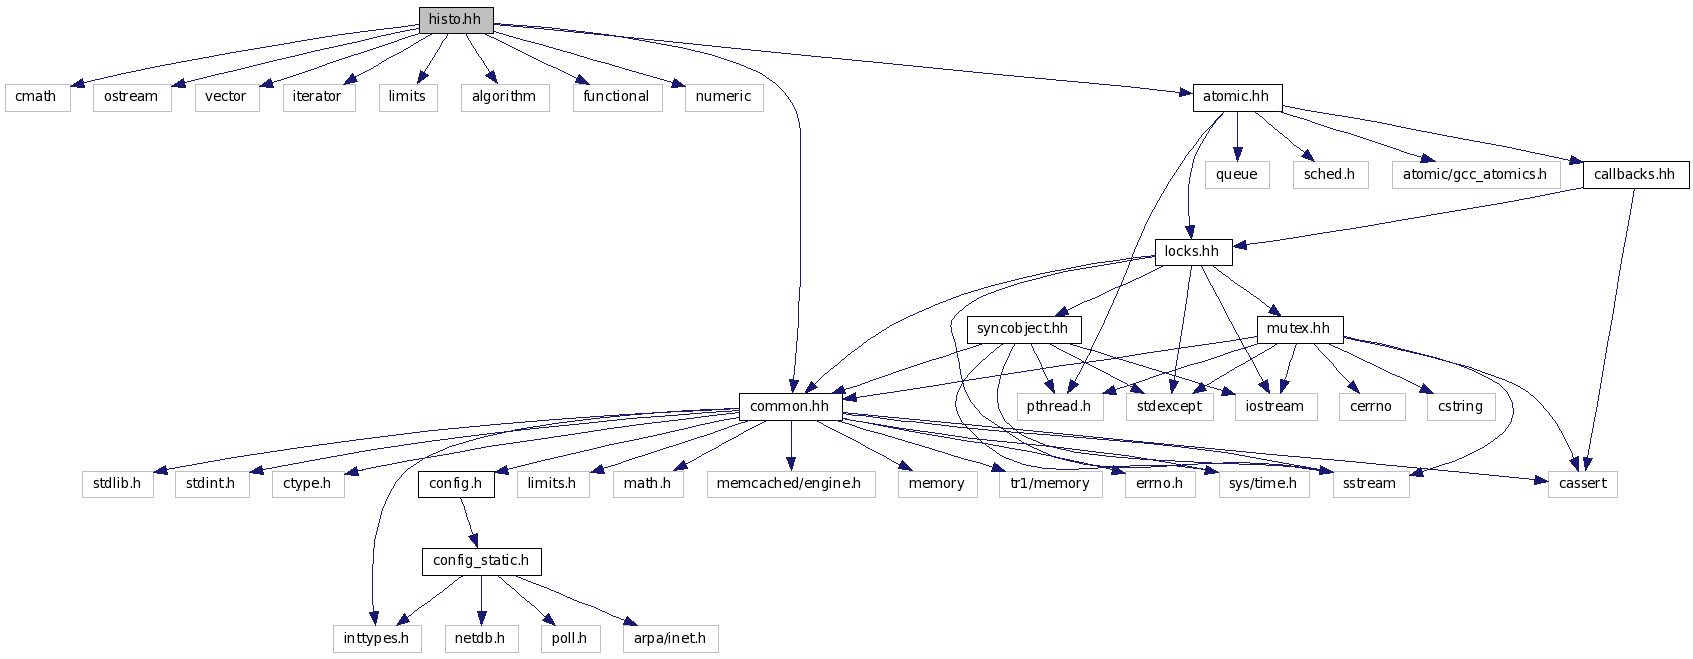 histo.hh
cmath
ostream
vector
iterator
limits
algorithm
functional
numeric
atomic.hh
queue
sched.h
atomic/gcc_atomics.h
callbacks.hh
locks.hh
syncobject.hh
mutex.hh
common.hh
pthread.h
stdexcept
iostream
cerrno
cstring
stdlib.h
stdint.h
ctype.h
config.h
limits.h
math.h
memcached/engine.h
memory
tr1/memory
errno.h
sys/time.h
sstream
cassert
config_static.h
inttypes.h
netdb.h
poll.h
arpa/inet.h